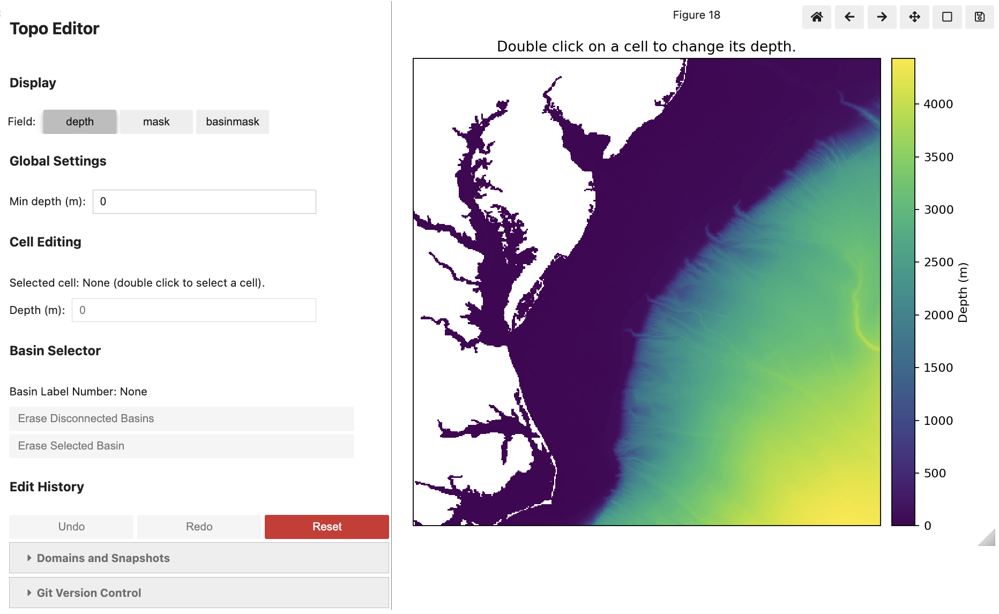 Topo Editor
Display
Field: depth mask basinmask
Global Settings
Min depth (m): 0
Cell Editing
Selected cell: None (double click to select a cell).
Depth (m): 0
Basin Selector
Basin Label Number: None
Erase Disconnected Basins
Erase Selected Basin
Edit History
Undo Redo Reset
Domains and Snapshots
Git Version Control
Figure 18
Double click on a cell to change its depth.
4000
3500
3000
2500
2000
1500
1000
500
0
Depth (m)